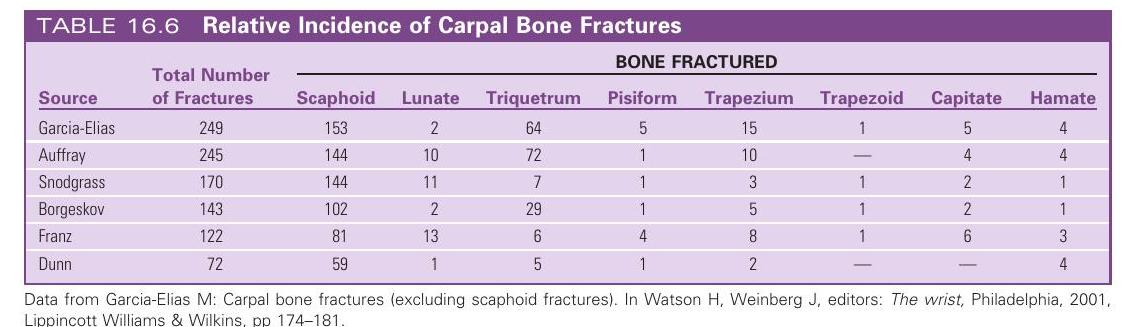 TABLE 16.6 Relative Incidence of Carpal Bone Fractures
BONE FRACTURED
Total Number
Source of Fractures Scaphoid Lunate Triquetrum Pisiform Trapezium Trapezoid Capitate Hamate
Garcia-Elias 249 153 2 64 5 15 1 5 4
Auffray 245 144 10 72 1 10 — 4 4
Snodgrass 170 144 11 7 1 3 1 2 1
Borgeskov 143 102 2 29 1 5 1 2 1
Franz 122 81 13 6 4 8 1 6 3
Dunn 72 59 1 5 1 2 — — 4
Data from Garcia-Elias M: Carpal bone fractures (excluding scaphoid fractures). In Watson H, Weinberg J, editors: The wrist, Philadelphia, 2001,
Lippincott Williams & Wilkins, pp 174–181.